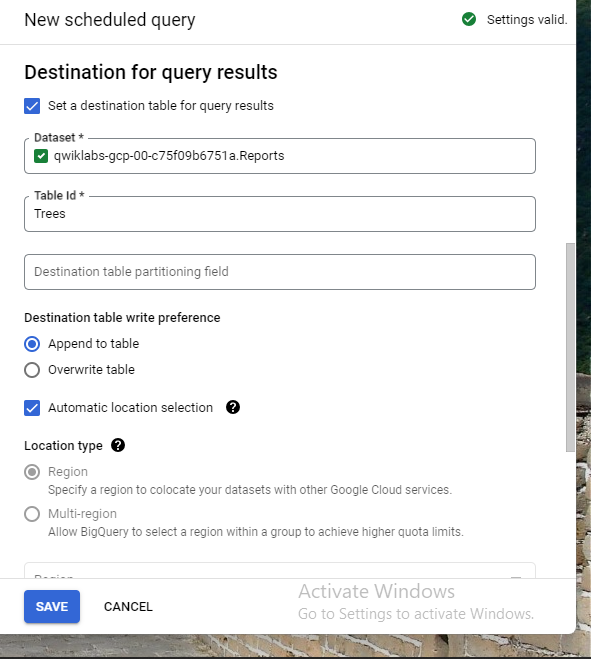 New scheduled query
Settings valid.
Destination for query results
Set a destination table for query results
Dataset *
qwiklabs-gcp-00-c75f09b6751a.Reports
Table Id *
Trees
Destination table partitioning field
Destination table write preference
Append to table
Overwrite table
Automatic location selection
Location type
Region
Specify a region to colocate your datasets with other Google Cloud services.
Multi-region
Allow BigQuery to select a region within a group to achieve higher quota limits.
Region
SAVE
CANCEL
Activate Windows
Go to Settings to activate Windows.